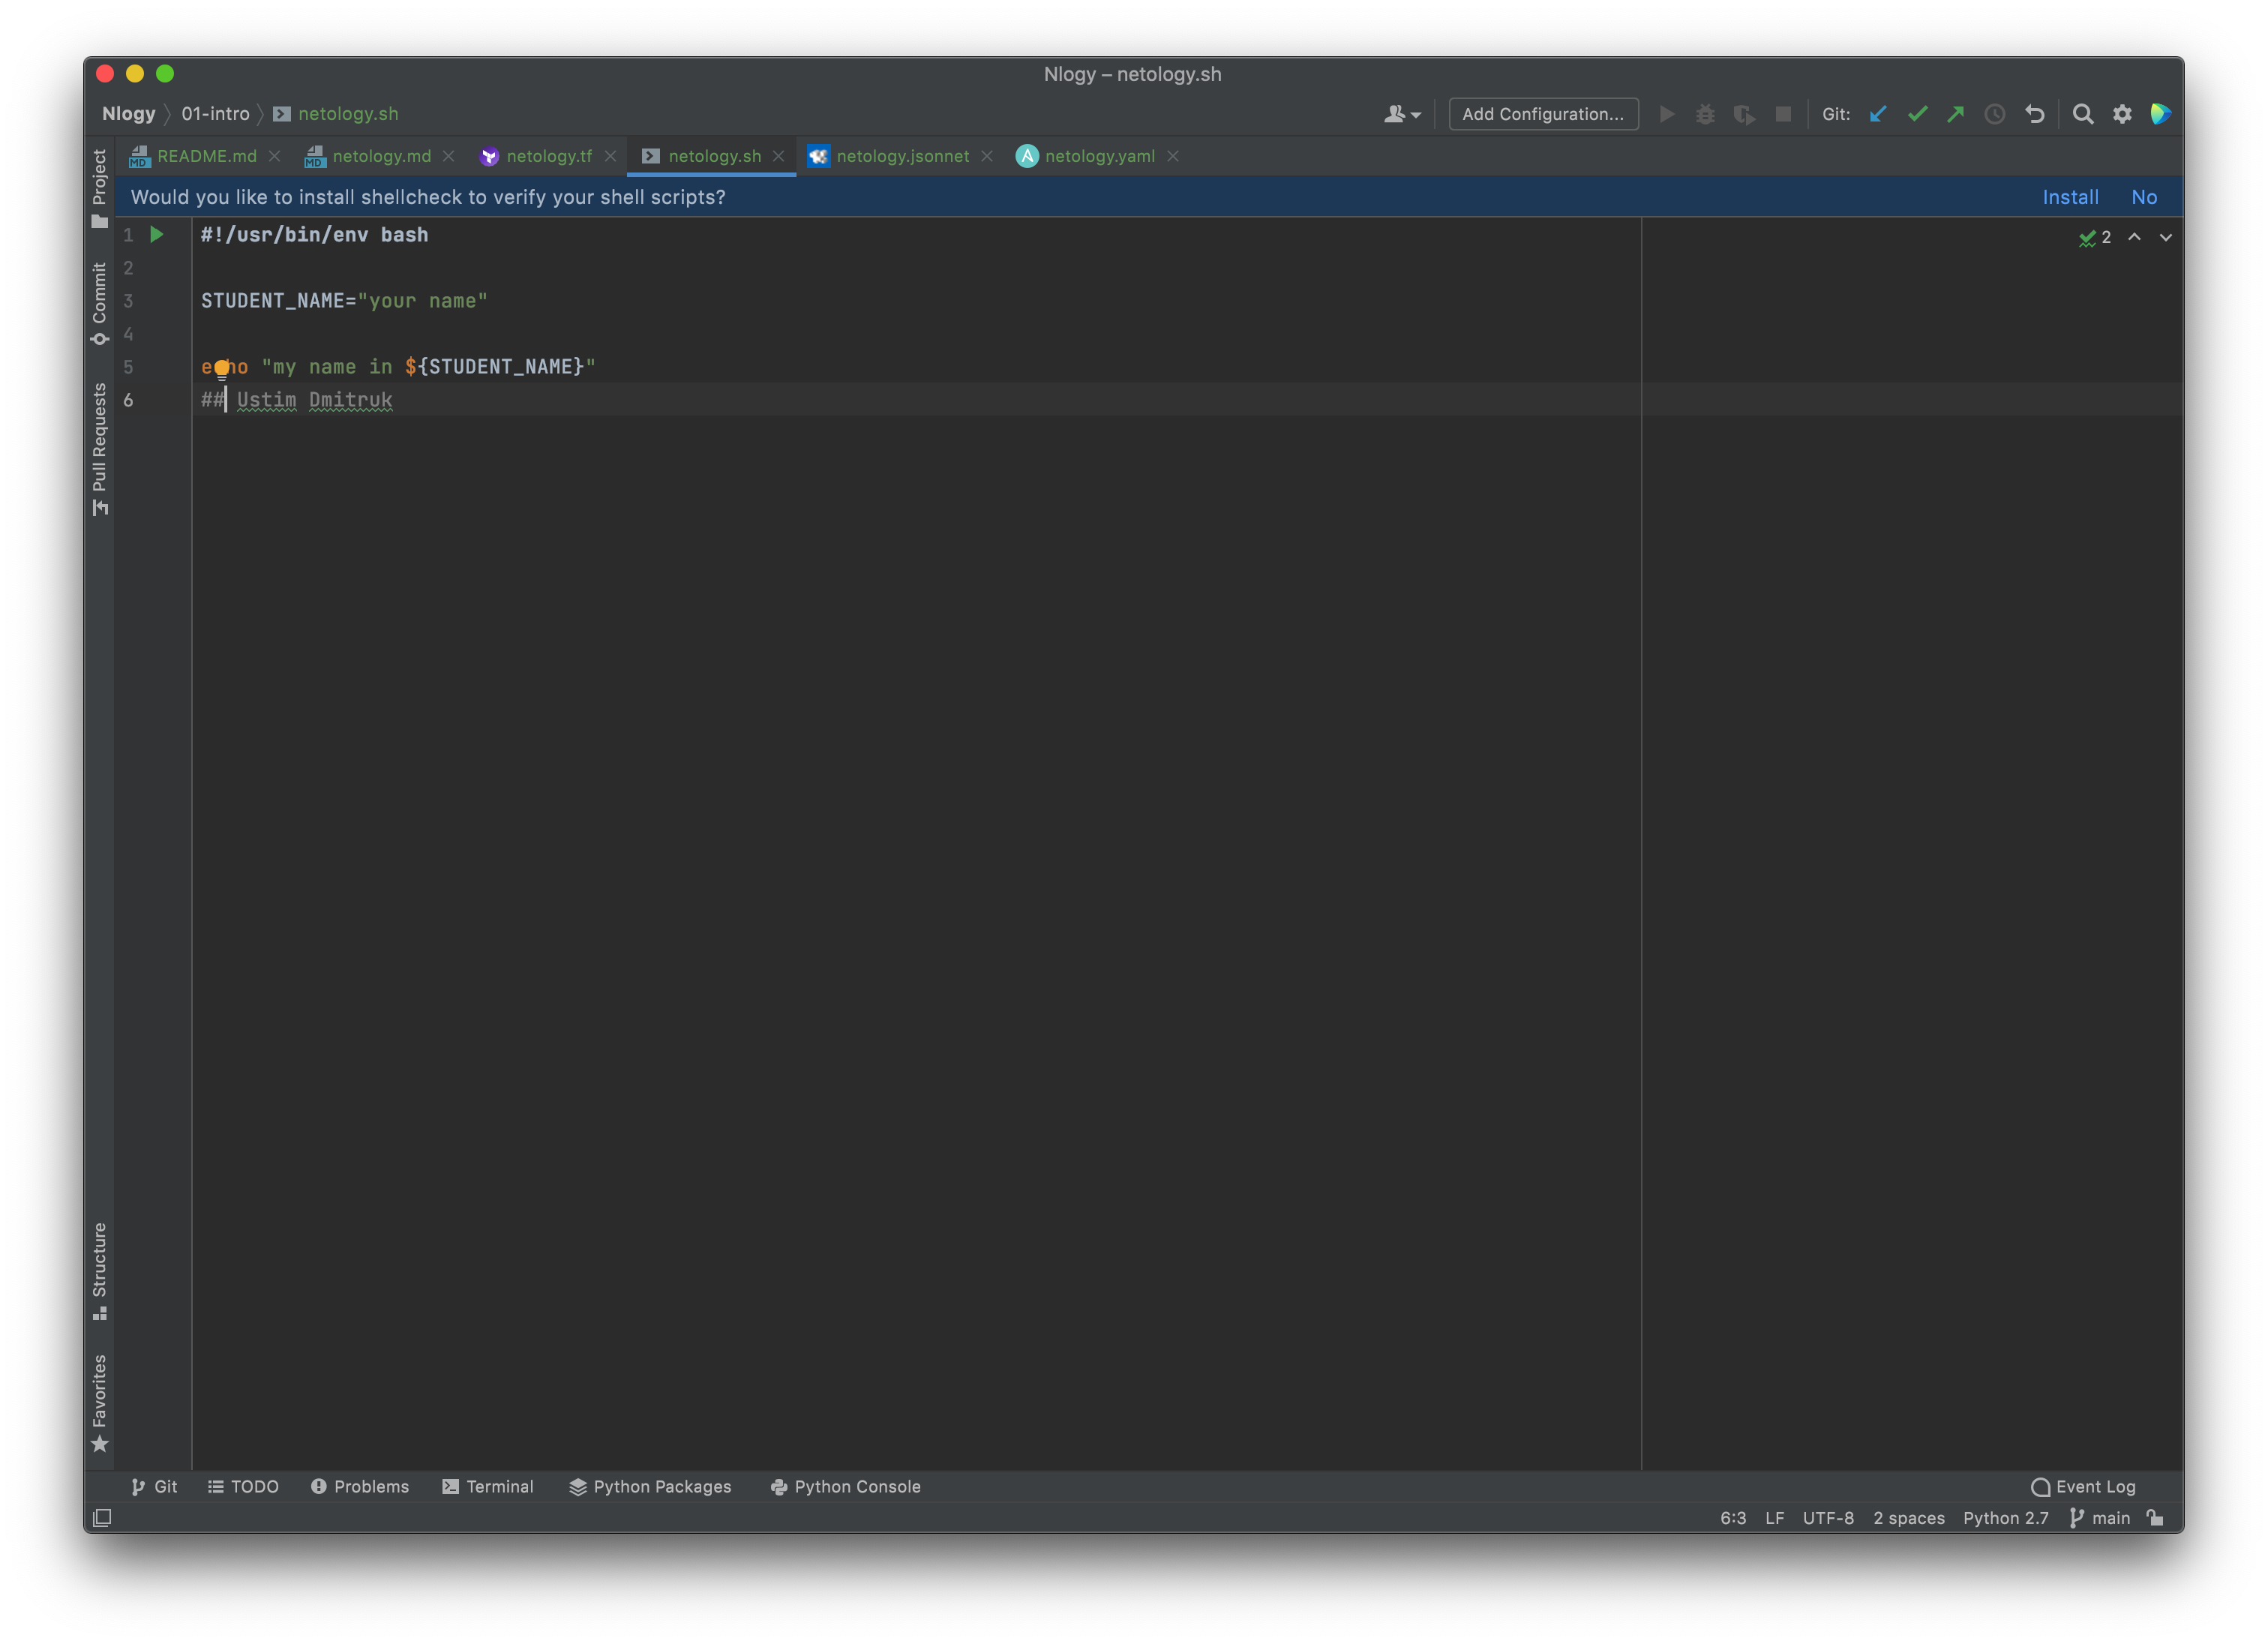 Nlogy – netology.sh
Nlogy 01-intro netology.sh Add Configuration... Git:
README.md netology.md netology.tf netology.sh netology.jsonnet netology.yaml
Would you like to install shellcheck to verify your shell scripts? Install No
1 #!/usr/bin/env bash
2
2
3 STUDENT_NAME="your name"
4
5 echo "my name in ${STUDENT_NAME}"
6 ## Ustim Dmitruk
Project
Commit
Pull Requests
Structure
Favorites
Git TODO Problems Terminal Python Packages Python Console Event Log
6:3 LF UTF-8 2 spaces Python 2.7 main